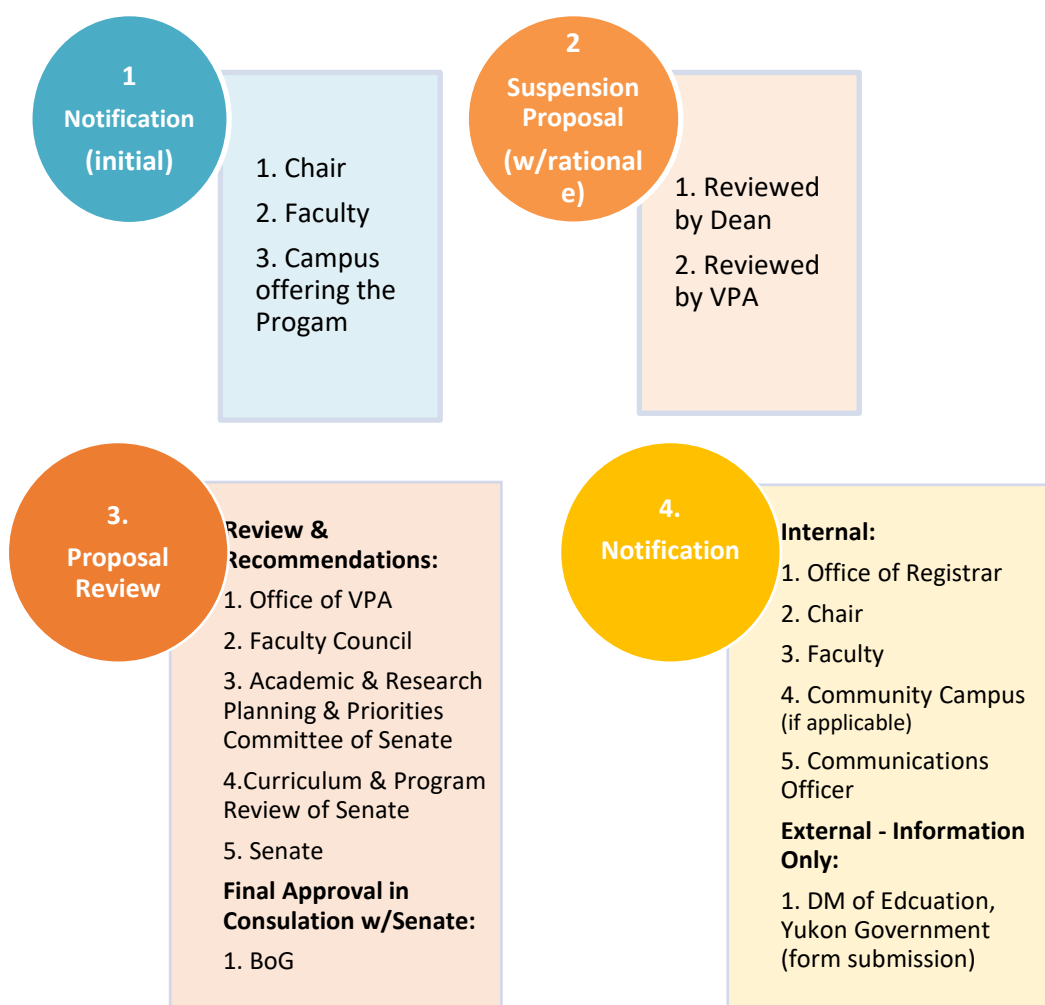 1
Notification
(initial)
1. Chair
2. Faculty
3. Campus
offering the
Progam
2
Suspension
Proposal
(w/rational
e)
1. Reviewed
by Dean
2. Reviewed
by VPA
3.
Proposal
Review
Review &
Recommendations:
1. Office of VPA
2. Faculty Council
3. Academic & Research
Planning & Priorities
Committee of Senate
4.Curriculum & Program
Review of Senate
5. Senate
Final Approval in
Consulation w/Senate:
1. BoG
4.
Notification
Internal:
1. Office of Registrar
2. Chair
3. Faculty
4. Community Campus
(if applicable)
5. Communications
Officer
External - Information
Only:
1. DM of Edcuation,
Yukon Government
(form submission)